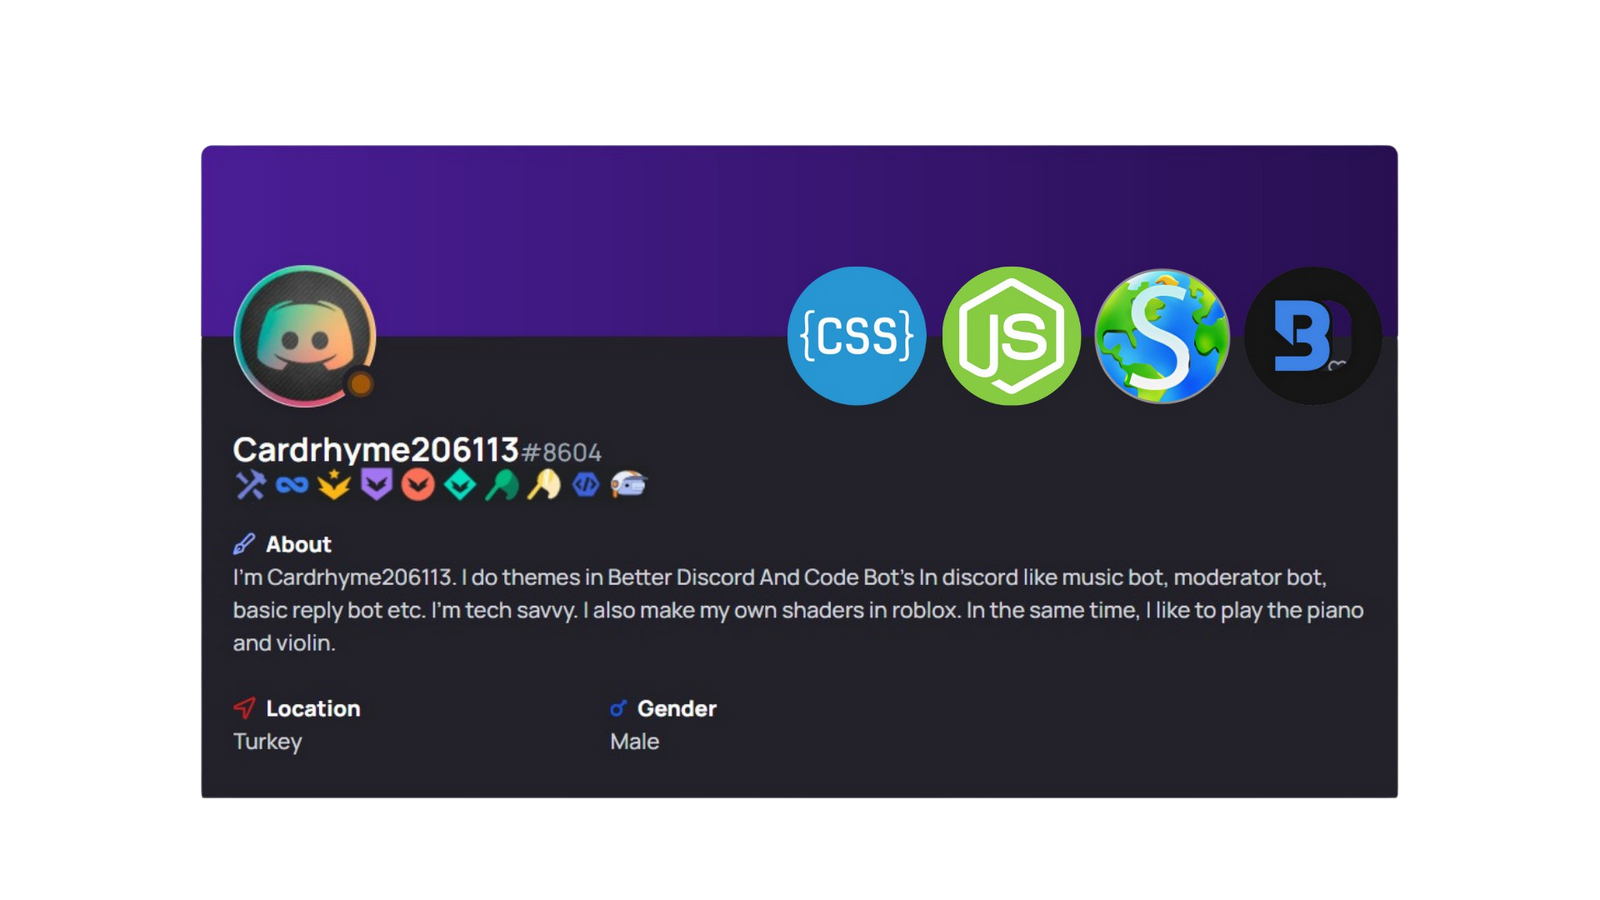 {CSS}
JS
S
B
Cardrhyme206113#8604
About
I'm Cardrhyme206113. I do themes in Better Discord And Code Bot's In discord like music bot, moderator bot,
basic reply bot etc. I'm tech savvy. I also make my own shaders in roblox. In the same time, I like to play the piano
and violin.
Location
Gender
Turkey
Male